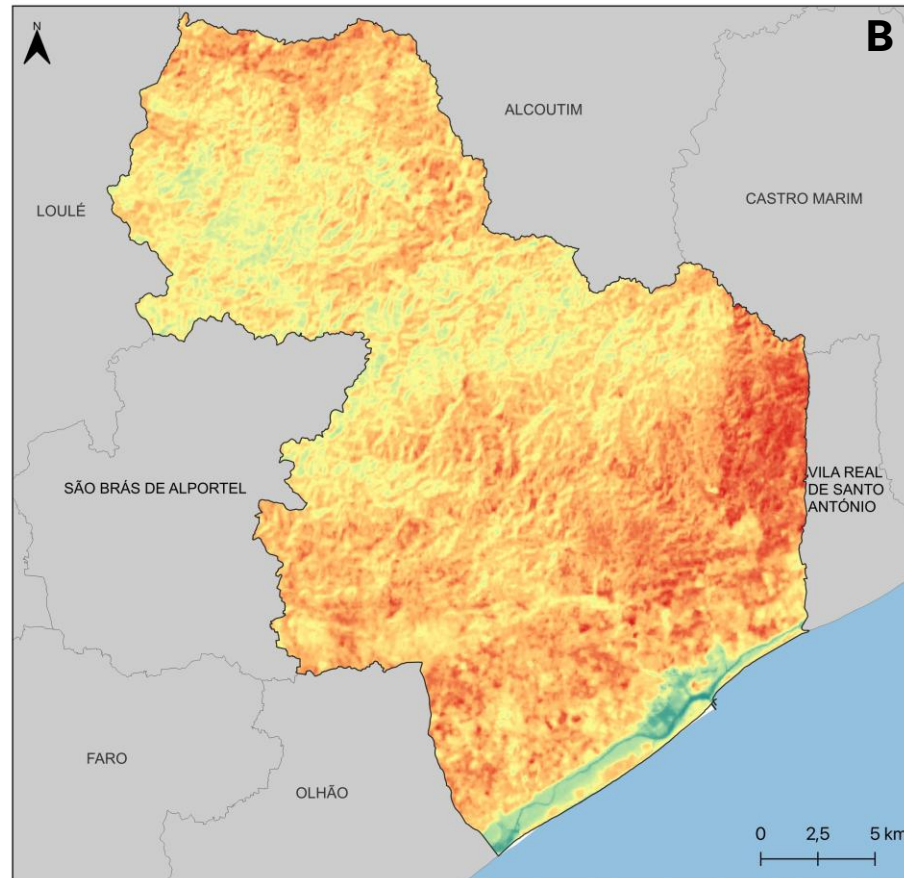 N
B
ALCOUTIM
CASTRO MARIM
LOULÉ
SÃO BRÁS DE ALPORTEL
VILA REAL
DE SANTO
ANTÓNIO
FARO
OLHÃO
0 2,5 5 km